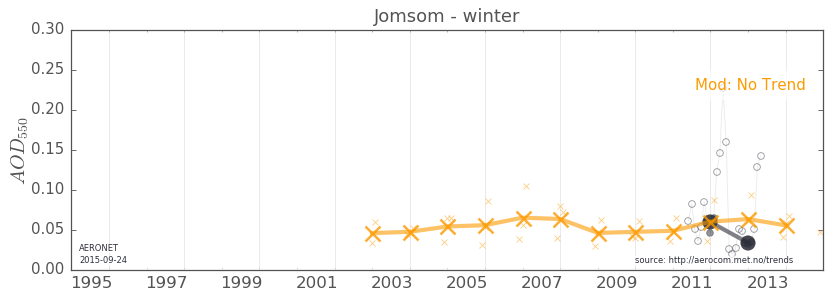 Jomsom - winter
0.30
0.25
0.20
0.15
0.10
0.05
0.00
AOD550
Mod: No Trend
AERONET
2015-09-24
source: http://aerocom.met.no/trends
1995 1997 1999 2001 2003 2005 2007 2009 2011 2013